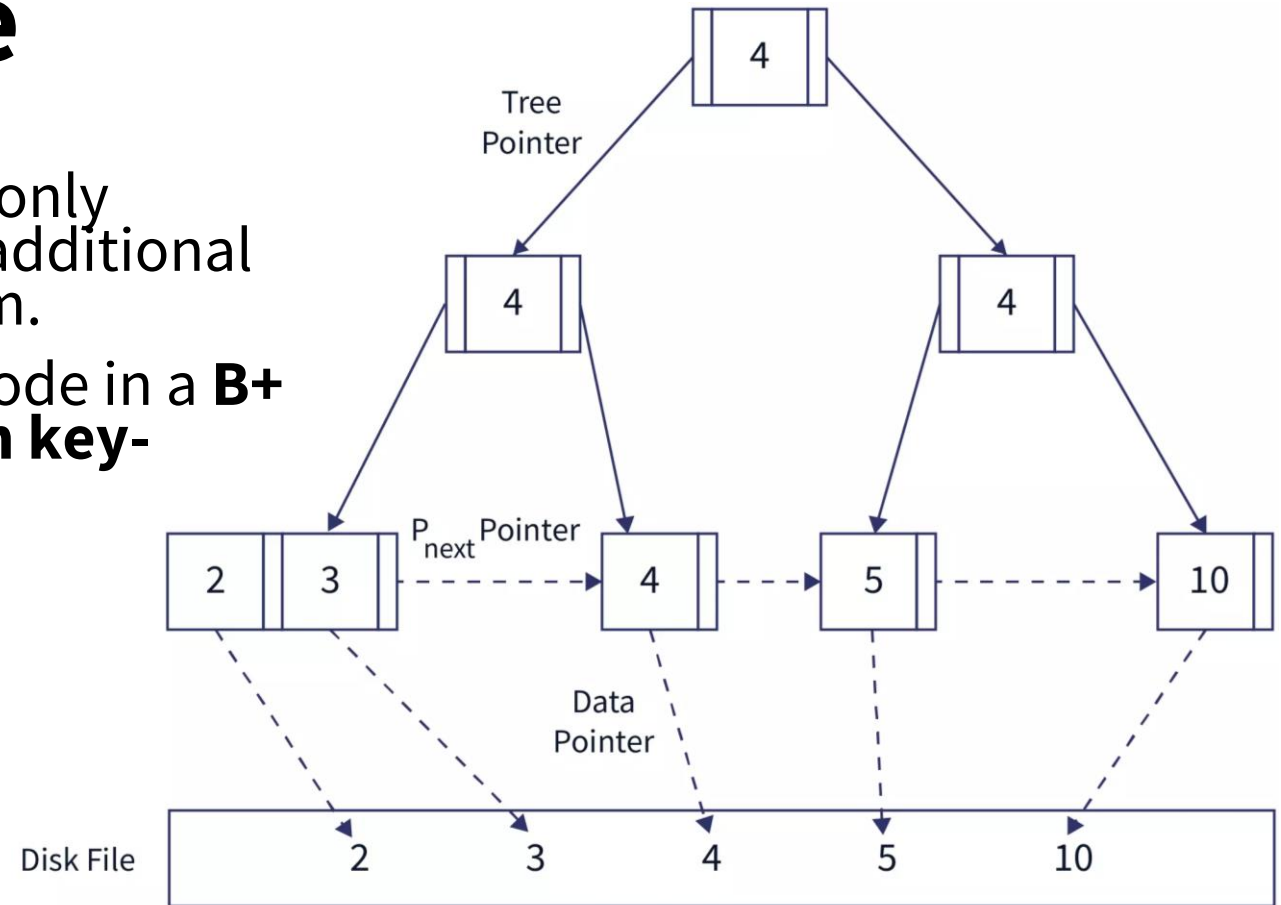 e
only
additional
m.
ode in a B+
n key-
4
Tree
Pointer
4
4
P next Pointer
2
3
4
5
10
Data
Pointer
Disk File
2
3
4
5
10